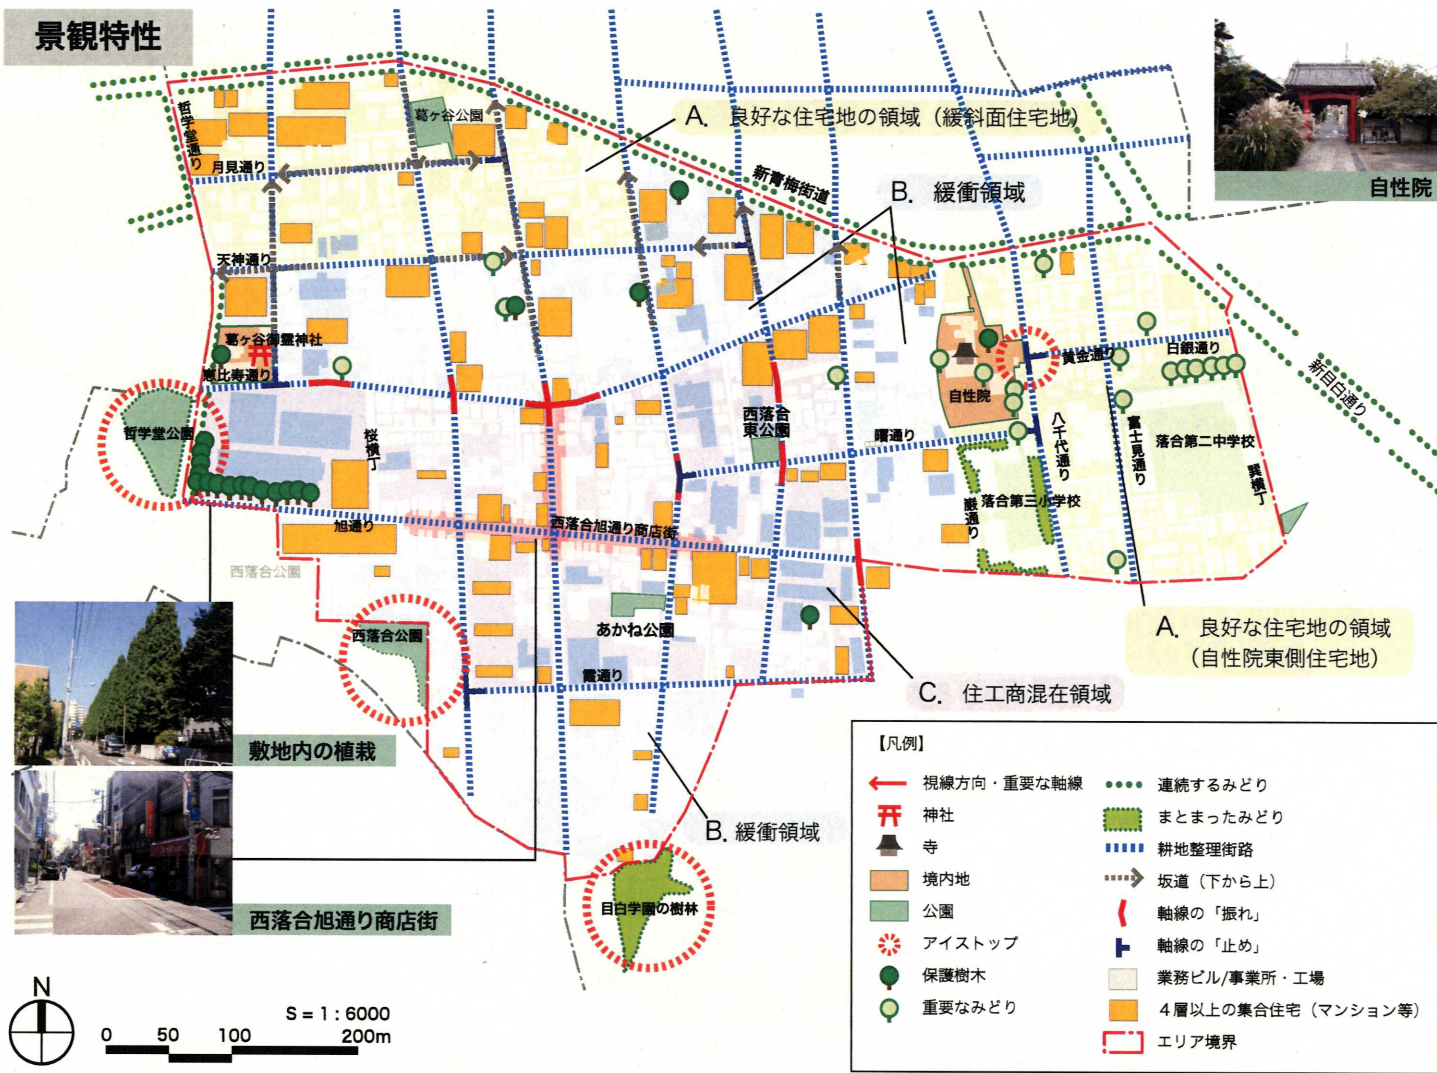 景観特性
哲学堂通り
葛ヶ谷公園
A. 良好な住宅地の領域（緩斜面住宅地）
月見通り
新青梅街道
B. 緩衝領域
自性院
天神通り
葛ヶ谷御霊神社
恵比寿通り
黄金通り
白銀通り
新目白通り
自性院
哲学堂公園
桜横丁
西落合
東公園
曙通り
八千代通り
富士見通り
落合第二中学校
巽横丁
巌通り
落合第三小学校
旭通り
西落合旭通り商店街
西落合公園
西落合公園
あかね公園
霞通り
A. 良好な住宅地の領域
（自性院東側住宅地）
C. 住工商混在領域
敷地内の植栽
B. 緩衝領域
西落合旭通り商店街
目白学園の樹林
【凡例】
視線方向・重要な軸線
神社
寺
境内地
公園
アイストップ
保護樹木
重要なみどり
連続するみどり
まとまったみどり
耕地整理街路
坂道（下から上）
軸線の「振れ」
軸線の「止め」
業務ビル/事業所・工場
４層以上の集合住宅（マンション等）
エリア境界
N
S = 1 : 6000
0 50 100 200m